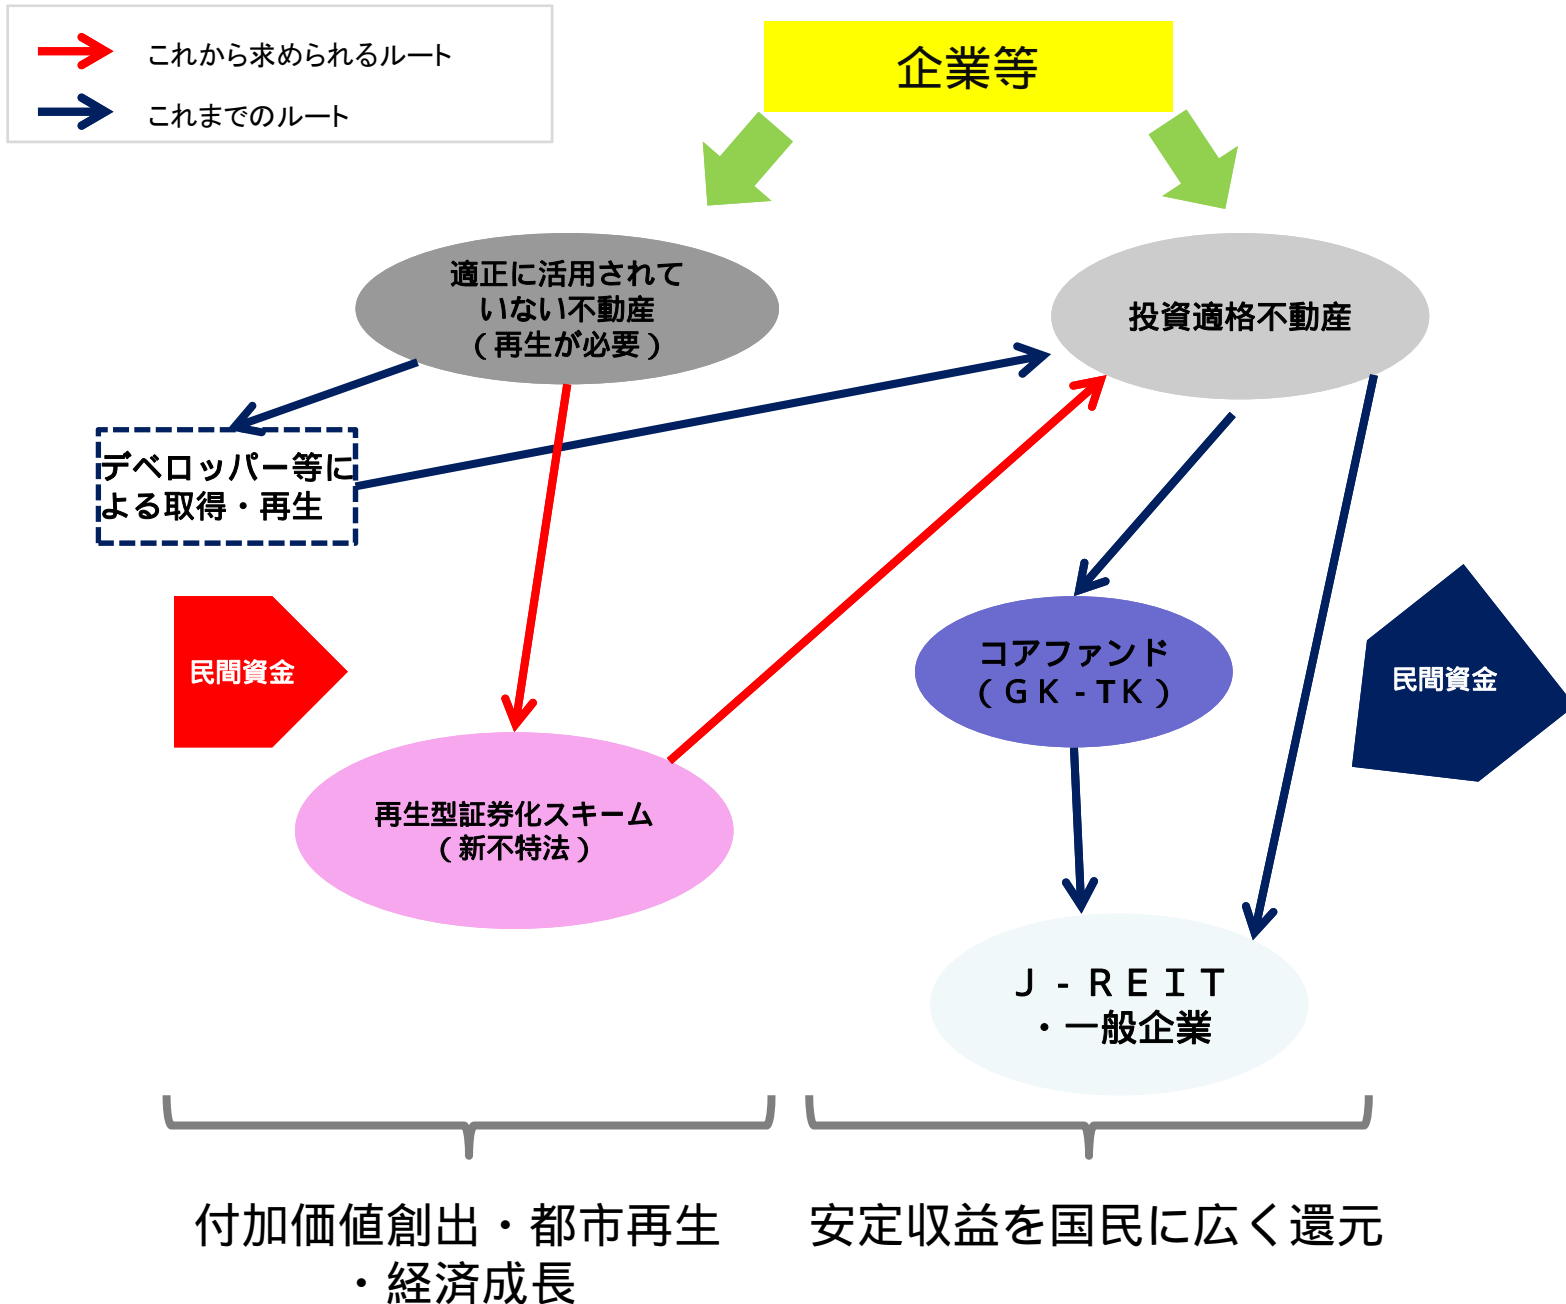 これから求められるルート
これまでのルート
企業等
適正に活用されて
いない不動産
（再生が必要）
投資適格不動産
デベロッパー等に
よる取得・再生
民間資金
コアファンド
（ＧＫ‐ＴＫ）
民間資金
再生型証券化スキーム
（新不特法）
Ｊ‐ＲＥＩＴ
・一般企業
付加価値創出・都市再生
・経済成長
安定収益を国民に広く還元